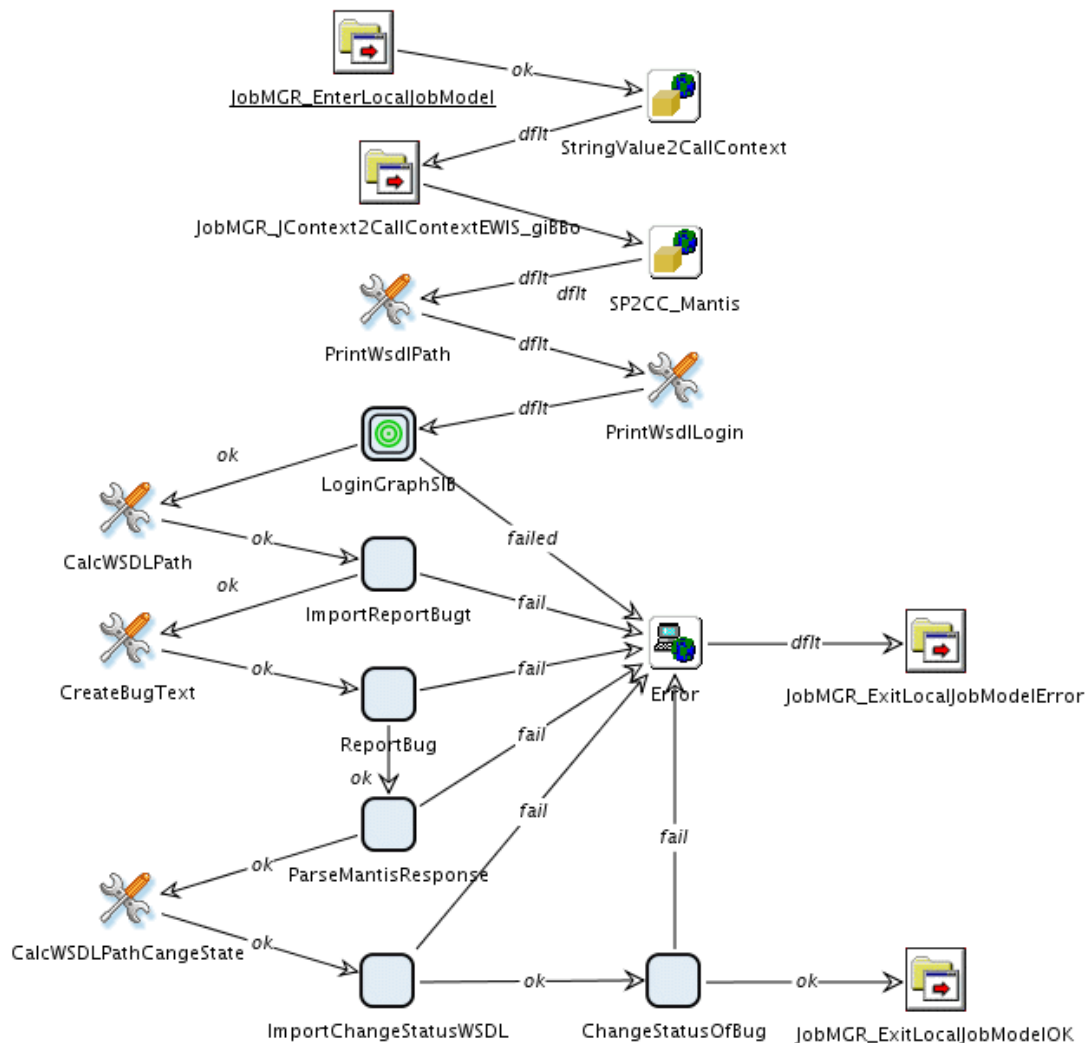 ok
JobMGR_EnterLocalJobModel
StringValue2CallContext
dflt
JobMGR_JContext2CallContextEWIS_giBBo
dflt
dflt
SP2CC_Mantis
PrintWsdlPath
dflt
dflt
PrintWsdlLogin
ok
LoginGraphSIB
failed
ok
CalcWSDLPath
ok
ImportReportBugt
fail
dflt
ok
fail
CreateBugText
Error
JobMGR_ExitLocalJobModelError
ReportBug
fail
ok
fail
fail
ok
ParseMantisResponse
ok
CalcWSDLPathCangeState
ok
ok
ImportChangeStatusWSDL
ChangeStatusOfBug
JobMGR_ExitLocalJobModelOK